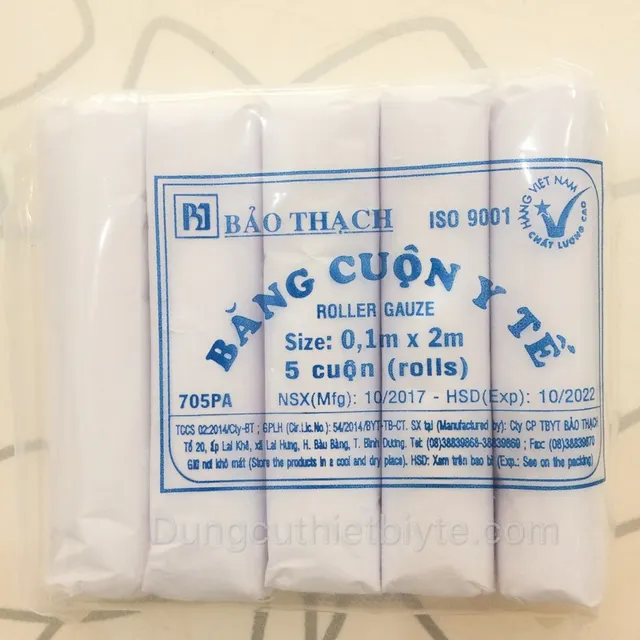 BẢO THẠCH
ISO 9001
HÀNG VIỆT NAM
CHẤT LƯỢNG CAO
BĂNG CUỘN Y TẾ
ROLLER GAUZE
Size: 0,1m x 2m
5 cuộn (rolls)
705PA
NSX(Mfg): 10/2017 - HSD(Exp): 10/2022
TCCS 02:2014/Cty-BT ; GPLH (Cir.Lic.No): 54/2014/BYT-TB-CT. SX tại (Manufactured by): Cty CP TBYT BẢO THẠCH
Tổ 20, ấp Lai Khê, xã Lai Hưng, H. Bàu Bàng, T. Bình Dương. Tel: (08)38839868-38839869 ; Fax: (08)38839870
Giữ nơi khô mát (Store the products in a cool and dry place). HSD: Xem trên bao bì (Exp.: See on the packing)
Dungcuthietbiyte.com